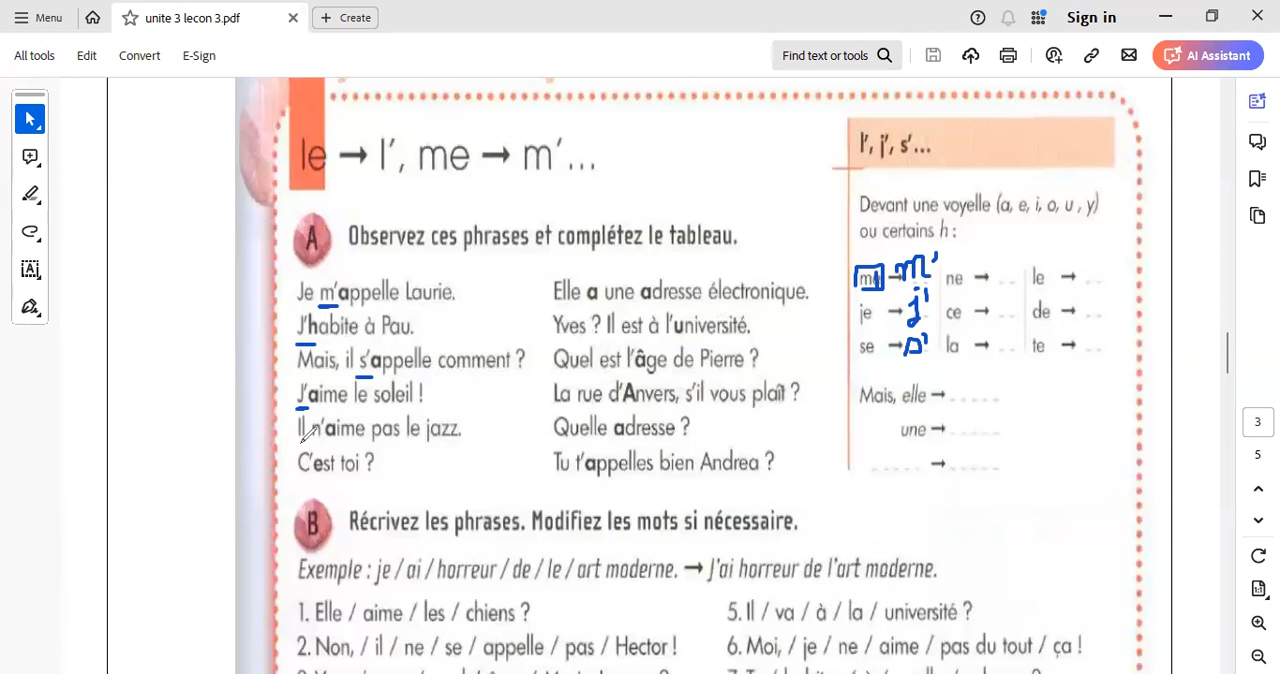 Menu
unite 3 lecon 3.pdf
Create
Sign in
All tools
Edit
Convert
E-Sign
Find text or tools
AI Assistant
le → l', me → m'...
A Observez ces phrases et complétez le tableau.
Je m'appelle Laurie.
J'habite à Pau.
Mais, il s'appelle comment ?
J'aime le soleil !
Il n'aime pas le jazz.
C'est toi ?
Elle a une adresse électronique.
Yves ? Il est à l'université.
Quel est l'âge de Pierre ?
La rue d'Anvers, s'il vous plaît ?
Quelle adresse ?
Tu t'appelles bien Andrea ?
l', j', s'...
Devant une voyelle (a, e, i, o, u , y)
ou certains h :
me → m' ne → .. le → ..
je → j' ce → .. de → ..
se → s' la → .. te → ..
Mais, elle → .....
une → .....
..... → .....
B Récrivez les phrases. Modifiez les mots si nécessaire.
Exemple : je / ai / horreur / de / le / art moderne. → J'ai horreur de l'art moderne.
1. Elle / aime / les / chiens ?
2. Non, / il / ne / se / appelle / pas / Hector !
5. Il / va / à / la / université ?
6. Moi, / je / ne / aime / pas du tout / ça !
3
5